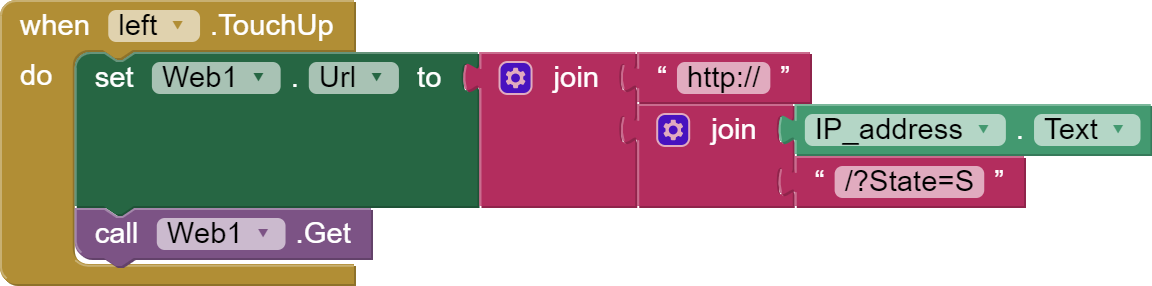 when left .TouchUp
do set Web1 . Url to join “ http:// ”
join IP_address . Text
“ /?State=S ”
call Web1 .Get